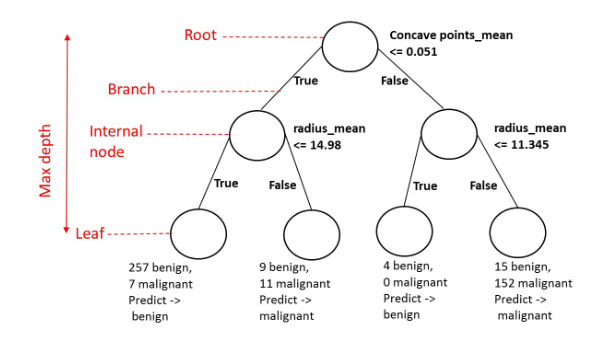 Root
Concave points_mean
<= 0.051
True
False
Branch
Internal
node
radius_mean
<= 14.98
radius_mean
<= 11.345
Max depth
True
False
True
False
Leaf
257 benign,
7 malignant
Predict ->
benign
9 benign,
11 malignant
Predict ->
malignant
4 benign,
0 malignant
Predict ->
benign
15 benign,
152 malignant
Predict ->
malignant